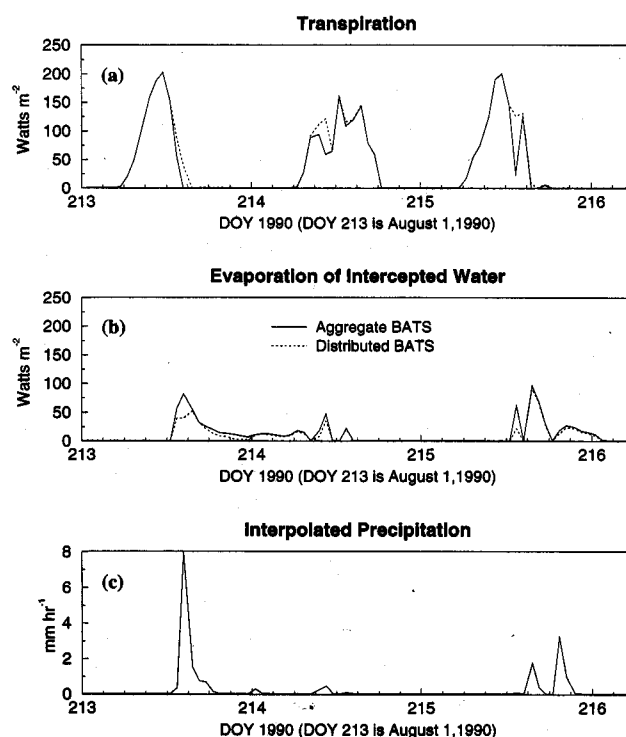 Transpiration
250
200
150
100
50
0
(a)
Watts m⁻²
213 214 215 216
DOY 1990 (DOY 213 is August 1,1990)
Evaporation of Intercepted Water
250
200
150
100
50
0
(b)
Aggregate BATS
Distributed BATS
Watts m⁻²
213 214 215 216
DOY 1990 (DOY 213 is August 1,1990)
Interpolated Precipitation
8
6
4
2
0
(c)
mm hr⁻¹
213 214 215 216
DOY 1990 (DOY 213 is August 1,1990)